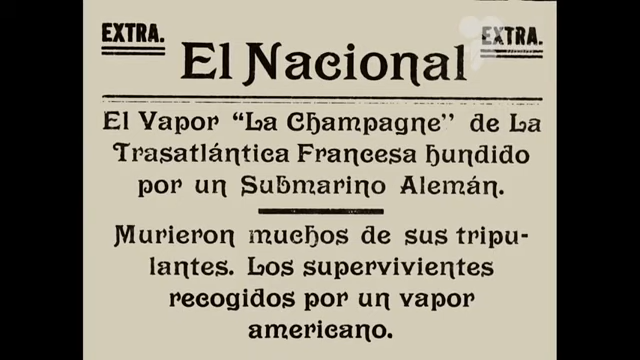 EXTRA. El Nacional EXTRA.
El Vapor “La Champagne” de La
Trasatlántica Francesa hundido
por un Submarino Alemán.
Murieron muchos de sus tripu-
lantes. Los supervivientes
recogidos por un vapor
americano.